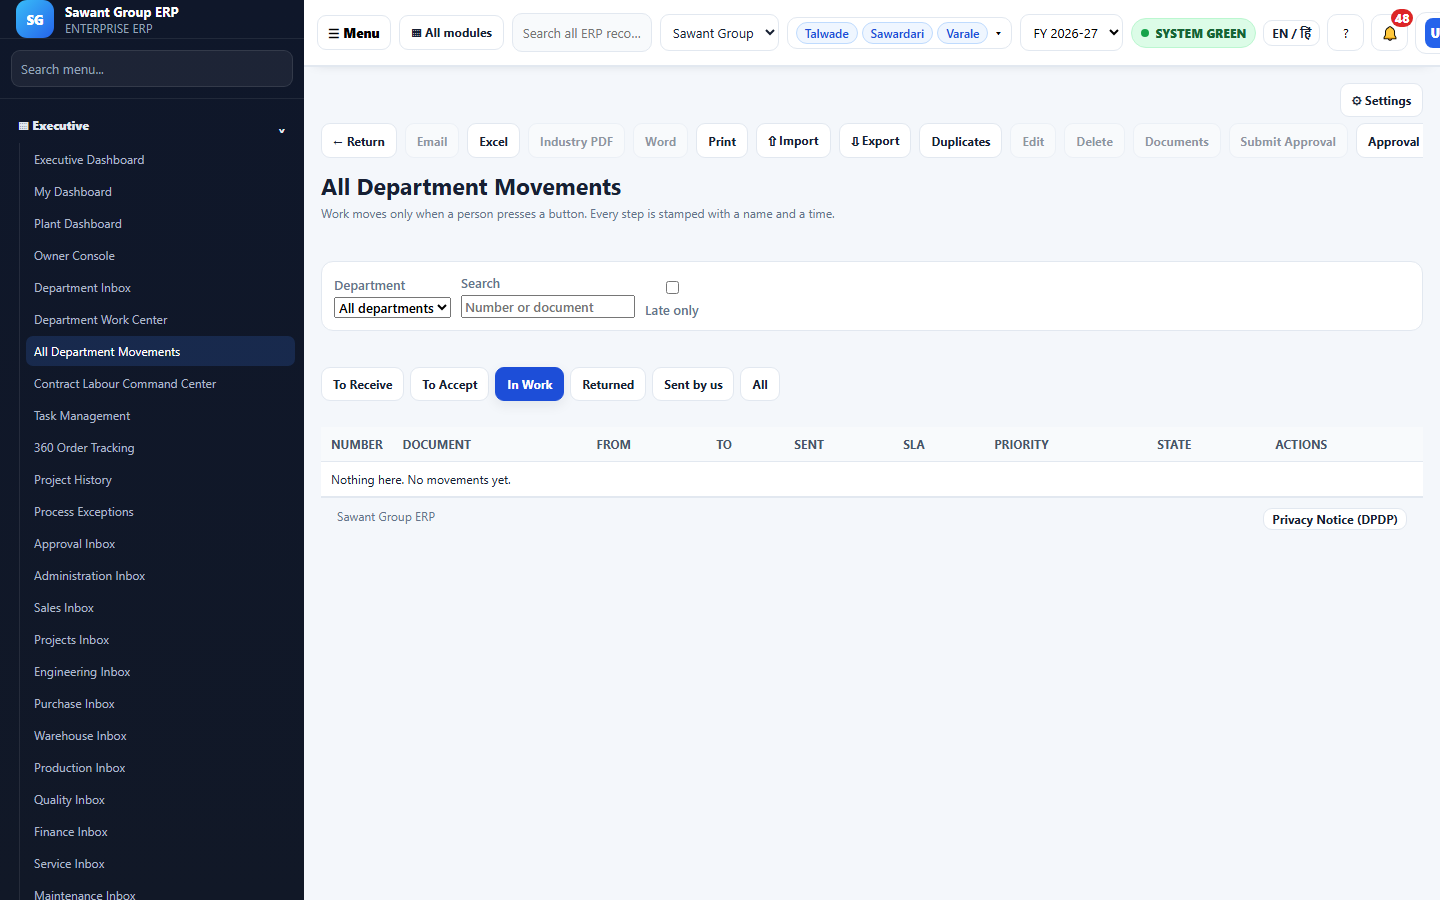 SG
Sawant Group ERP
ENTERPRISE ERP
Search menu...
Executive
Executive Dashboard
My Dashboard
Plant Dashboard
Owner Console
Department Inbox
Department Work Center
All Department Movements
Contract Labour Command Center
Task Management
360 Order Tracking
Project History
Process Exceptions
Approval Inbox
Administration Inbox
Sales Inbox
Projects Inbox
Engineering Inbox
Purchase Inbox
Warehouse Inbox
Production Inbox
Quality Inbox
Finance Inbox
Service Inbox
Maintenance Inbox
☰ Menu All modules Search all ERP reco... Sawant Group Talwade Sawardari Varale FY 2026-27 SYSTEM GREEN EN / हिं ? 48 U
⚙ Settings
← Return Email Excel Industry PDF Word Print ⇧ Import ⇩ Export Duplicates Edit Delete Documents Submit Approval Approval
All Department Movements
Work moves only when a person presses a button. Every step is stamped with a name and a time.
Department Search
All departments Number or document Late only
To Receive To Accept In Work Returned Sent by us All
NUMBER DOCUMENT FROM TO SENT SLA PRIORITY STATE ACTIONS
Nothing here. No movements yet.
Sawant Group ERP Privacy Notice (DPDP)